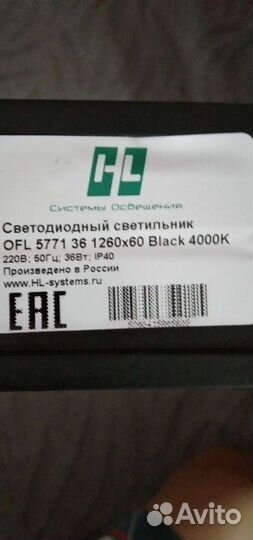 HL
Системы Освещения
Светодиодный светильник
OFL 5771 36 1260x60 Black 4000K
220В; 50Гц; 36Вт; IP40
Произведено в России
www.HL-systems.ru
EAC
Avito